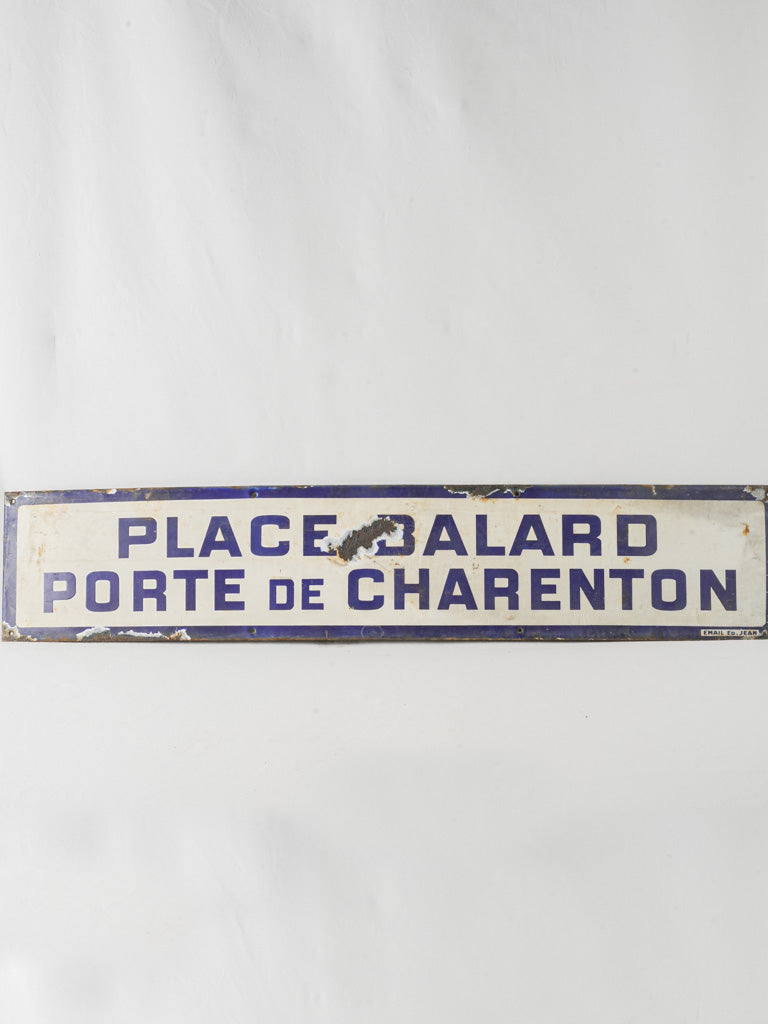 PLACE BALARD
PORTE DE CHARENTON
EMAIL ED. JEAN